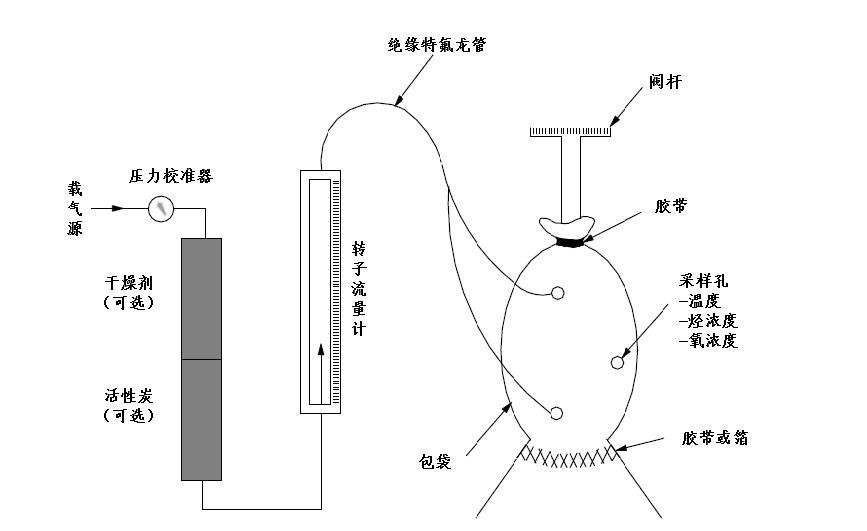 绝缘特氟龙管
阀杆
压力校准器
载气源
胶带
转子流量计
干燥剂
（可选）
采样孔
-温度
-烃浓度
-氧浓度
活性炭
（可选）
包袋
胶带或箔